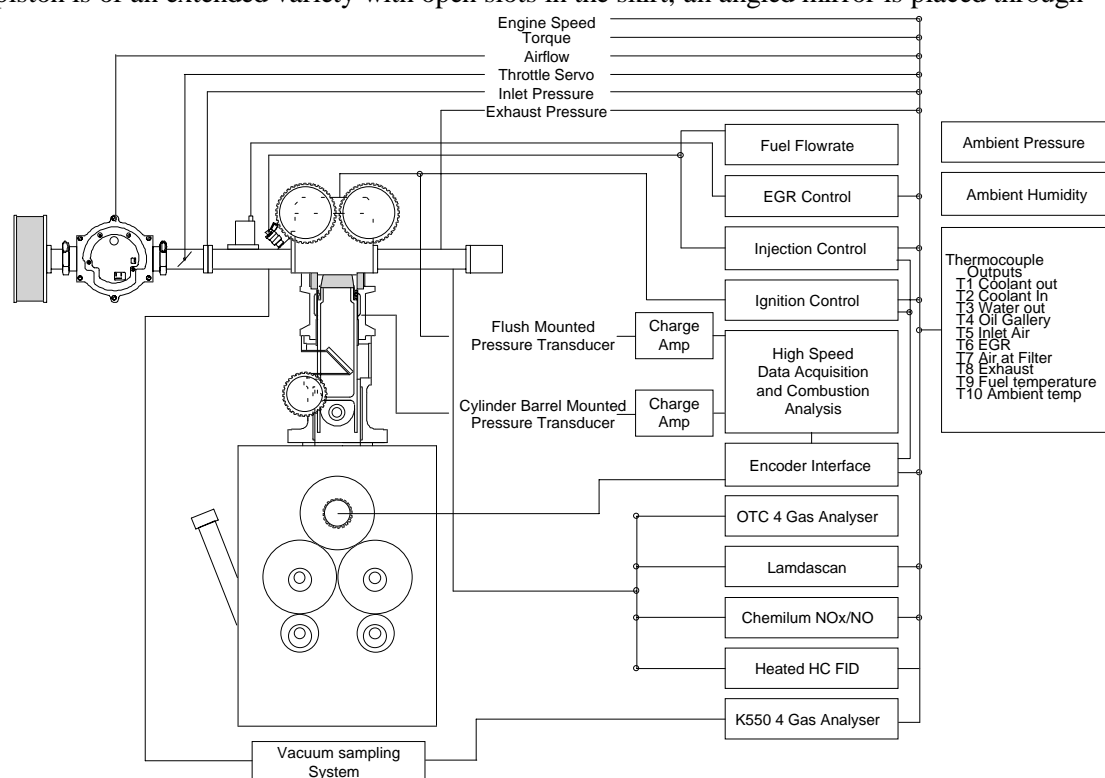 piston is of an extended variety with open slots in the skirt, an angled mirror is placed through
Engine Speed
Torque
Airflow
Throttle Servo
Inlet Pressure
Exhaust Pressure
Fuel Flowrate
Ambient Pressure
EGR Control
Ambient Humidity
Injection Control
Thermocouple
Outputs
T1 Coolant out
T2 Coolant In
T3 Water out
T4 Oil Gallery
T5 Inlet Air
T6 EGR
T7 Air at Filter
T8 Exhaust
T9 Fuel temperature
T10 Ambient temp
Ignition Control
Flush Mounted
Pressure Transducer
Charge
Amp
High Speed
Data Acquisition
and Combustion
Analysis
Cylinder Barrel Mounted
Pressure Transducer
Charge
Amp
Encoder Interface
OTC 4 Gas Analyser
Lamdascan
Chemilum NOx/NO
Heated HC FID
K550 4 Gas Analyser
Vacuum sampling
System